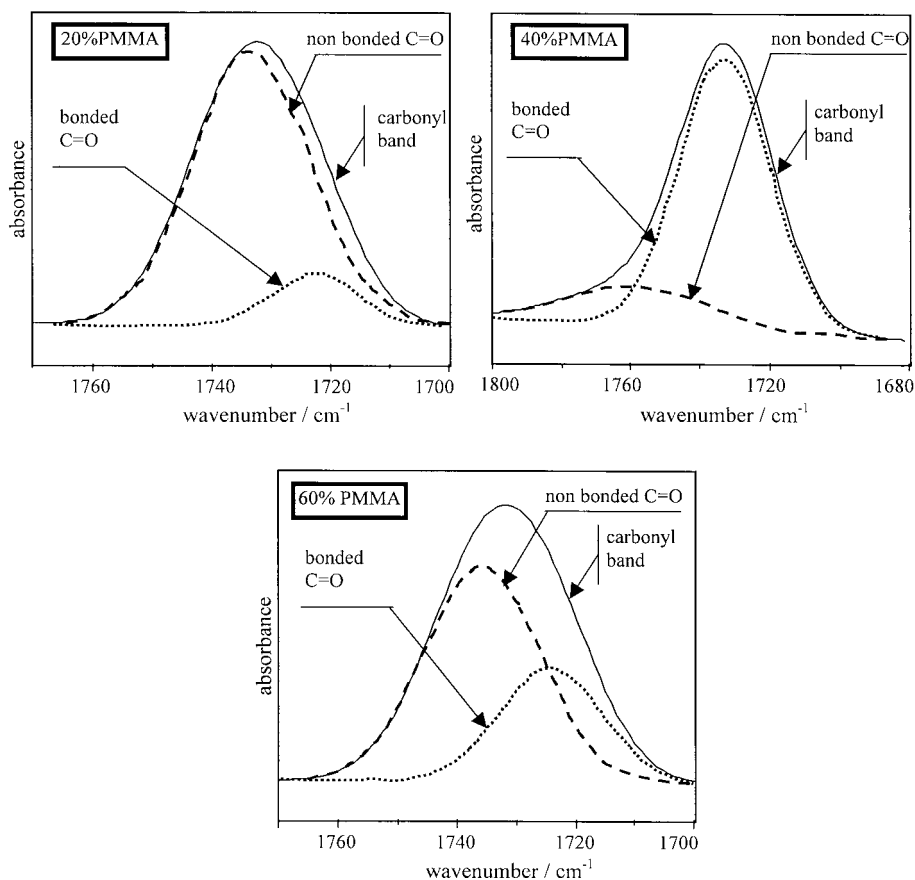 20%PMMA
non bonded C=O
bonded
C=O
carbonyl
band
absorbance
1760
1740
1720
1700
wavenumber / cm-1
40%PMMA
non bonded C=O
bonded
C=O
carbonyl
band
absorbance
1800
1760
1720
1680
wavenumber / cm-1
60% PMMA
non bonded C=O
bonded
C=O
carbonyl
band
absorbance
1760
1740
1720
1700
wavenumber / cm-1